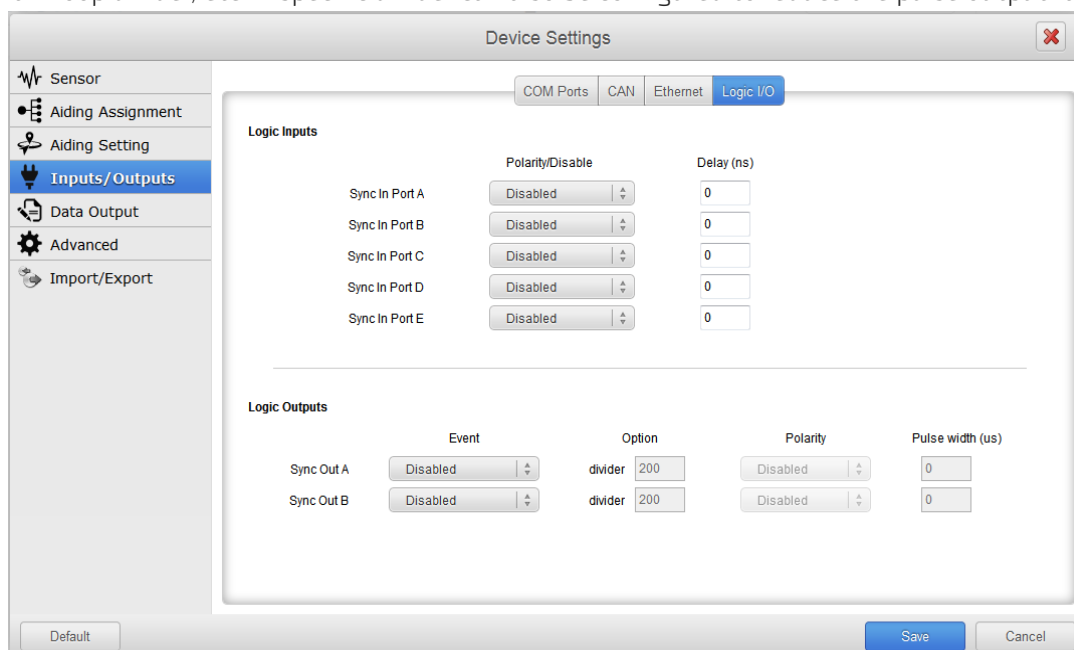 Device Settings
Sensor
Aiding Assignment
Aiding Setting
Inputs/Outputs
Data Output
Advanced
Import/Export
COM Ports CAN Ethernet Logic I/O
Logic Inputs
Polarity/Disable Delay (ns)
Sync In Port A Disabled 0
Sync In Port B Disabled 0
Sync In Port C Disabled 0
Sync In Port D Disabled 0
Sync In Port E Disabled 0
Logic Outputs
Event Option Polarity Pulse width (us)
Sync Out A Disabled divider 200 Disabled 0
Sync Out B Disabled divider 200 Disabled 0
Default Save Cancel